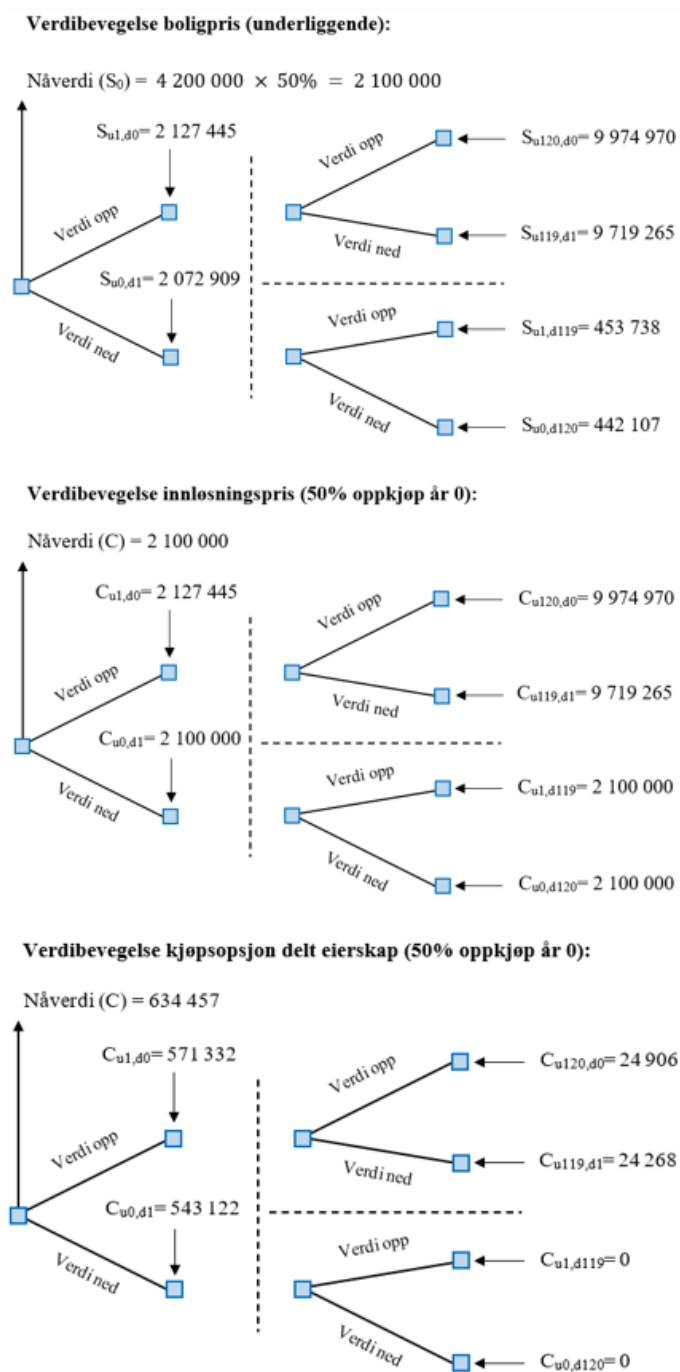 Verdibevegelse boligpris (underliggende):
Nåverdi (S₀) = 4 200 000 × 50% = 2 100 000
Sᵤ₁,d0= 2 127 445
Verdi opp
Sᵤ₁₂₀,d0= 9 974 970
Verdi opp
Sᵤ₁₁₉,d1= 9 719 265
Verdi ned
Sᵤ₀,d1= 2 072 909
Verdi opp
Sᵤ₁,d119= 453 738
Verdi ned
Verdi ned
Sᵤ₀,d120= 442 107
Verdibevegelse innløsningspris (50% oppkjøp år 0):
Nåverdi (C) = 2 100 000
Cᵤ₁,d0= 2 127 445
Cᵤ₁₂₀,d0= 9 974 970
Verdi opp
Verdi opp
Cᵤ₁₁₉,d1= 9 719 265
Verdi ned
Cᵤ₀,d1= 2 100 000
Verdi opp
Cᵤ₁,d119= 2 100 000
Verdi ned
Verdi ned
Cᵤ₀,d120= 2 100 000
Verdibevegelse kjøpsopsjon delt eierskap (50% oppkjøp år 0):
Nåverdi (C) = 634 457
Cᵤ₁,d0= 571 332
Cᵤ₁₂₀,d0= 24 906
Verdi opp
Verdi opp
Cᵤ₁₁₉,d1= 24 268
Verdi ned
Cᵤ₀,d1= 543 122
Verdi opp
Cᵤ₁,d119= 0
Verdi ned
Verdi ned
Cᵤ₀,d120= 0